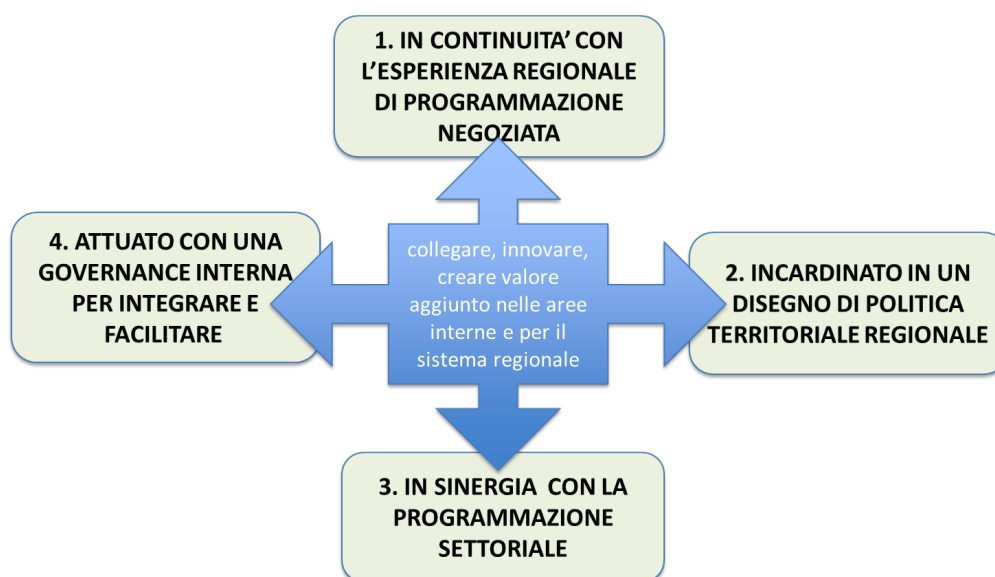 1. IN CONTINUITA’ CON
L’ESPERIENZA REGIONALE
DI PROGRAMMAZIONE
NEGOZIATA
4. ATTUATO CON UNA
GOVERNANCE INTERNA
PER INTEGRARE E
FACILITARE
collegare, innovare,
creare valore
aggiunto nelle aree
interne e per il
sistema regionale
2. INCARDINATO IN UN
DISEGNO DI POLITICA
TERRITORIALE REGIONALE
3. IN SINERGIA  CON LA
PROGRAMMAZIONE
SETTORIALE